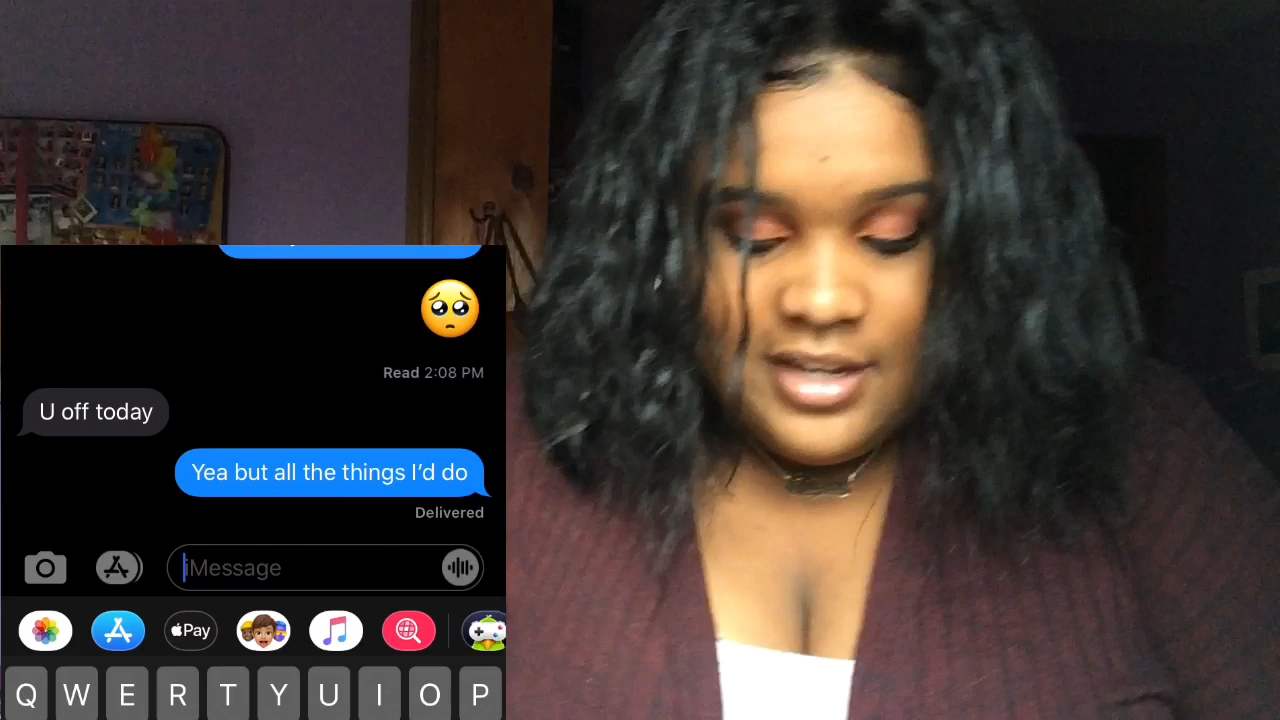 Read 2:08 PM
U off today
Yea but all the things I’d do
Delivered
iMessage
Pay
Q W E R T Y U I O P